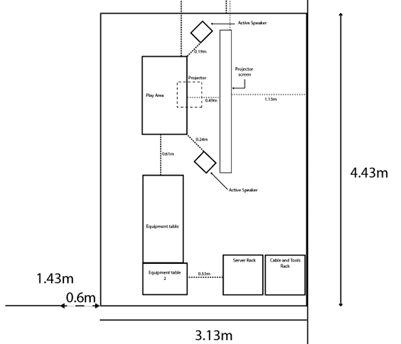 Active Speaker
0.19m
Projector
screen
Projector
Play Area
0.49m
1.13m
0.24m
0.61m
4.43m
Active Speaker
Equipment table
Server Rack
Cable and Tools
Rack
Equipment table
2
0.53m
1.43m
0.6m
3.13m